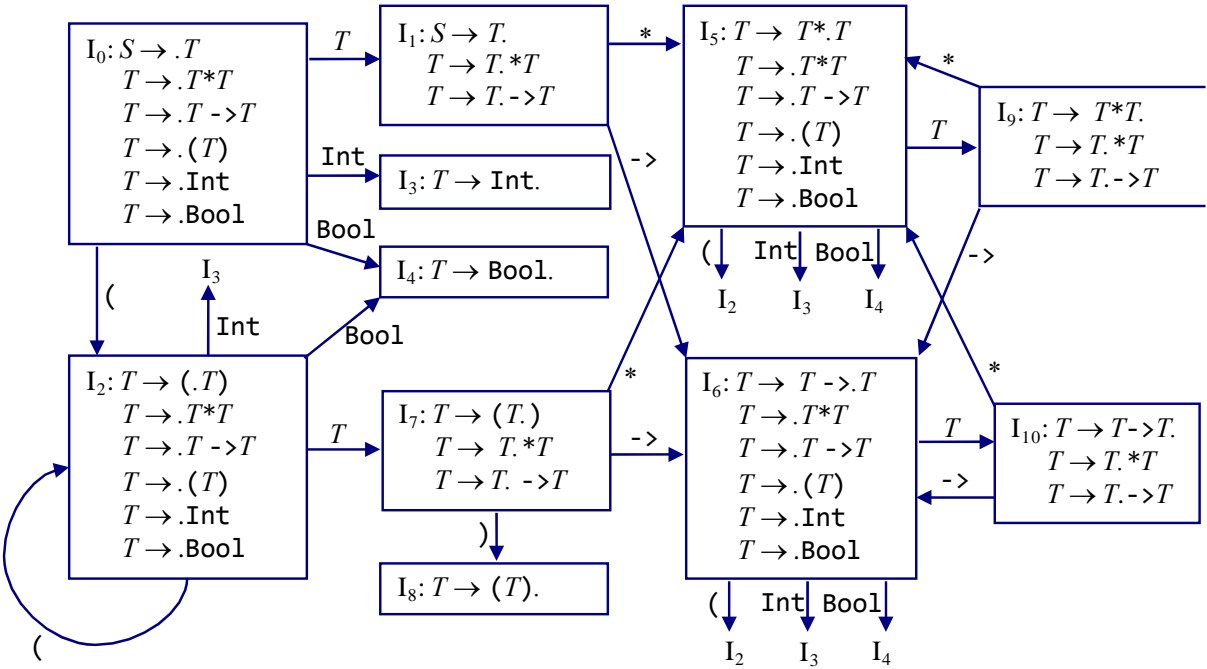 I0: S → .T
T → .T*T
T → .T ->T
T → .(T)
T → .Int
T → .Bool
T
I1: S → T.
T → T.*T
T → T.->T
*
->
Int
I3: T → Int.
Bool
I4: T → Bool.
(
I3
Int
Bool
I2: T → (.T)
T → .T*T
T → .T ->T
T → .(T)
T → .Int
T → .Bool
(
T
I7: T → (T.)
T → T.*T
T → T. ->T
*
->
)
I8: T → (T).
I5: T → T*.T
T → .T*T
T → .T ->T
T → .(T)
T → .Int
T → .Bool
( Int Bool
I2 I3 I4
T
*
I9: T → T*T.
T → T.*T
T → T.->T
->
I6: T → T ->.T
T → .T*T
T → .T ->T
T → .(T)
T → .Int
T → .Bool
( Int Bool
I2 I3 I4
T
->
*
I10: T → T->T.
T → T.*T
T → T.->T